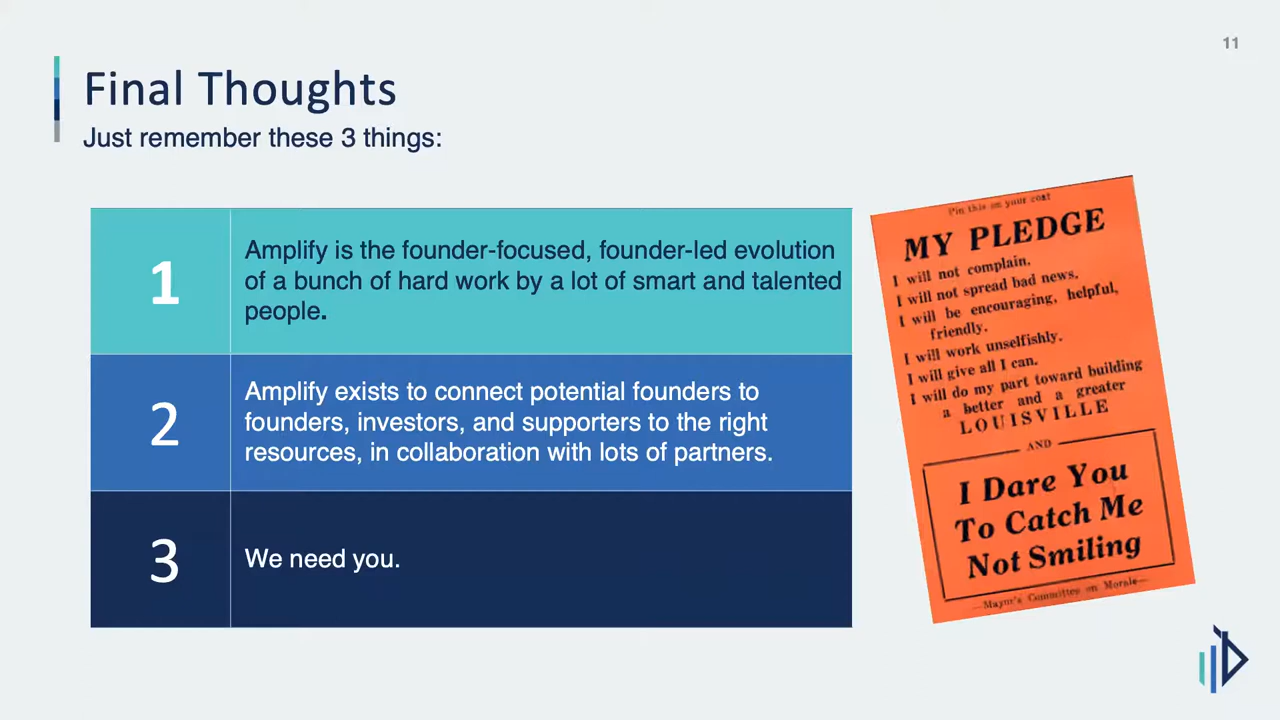 11
Final Thoughts
Just remember these 3 things:
1
Amplify is the founder-focused, founder-led evolution
of a bunch of hard work by a lot of smart and talented
people.
2
Amplify exists to connect potential founders to
founders, investors, and supporters to the right
resources, in collaboration with lots of partners.
3
We need you.
Pin this on your coat
MY PLEDGE
I will not complain.
I will not spread bad news.
I will be encouraging, helpful,
friendly.
I will work unselfishly.
I will give all I can.
I will do my part toward building
a better and a greater
LOUISVILLE
AND
I Dare You
To Catch Me
Not Smiling
—Mayor's Committee on Morale—